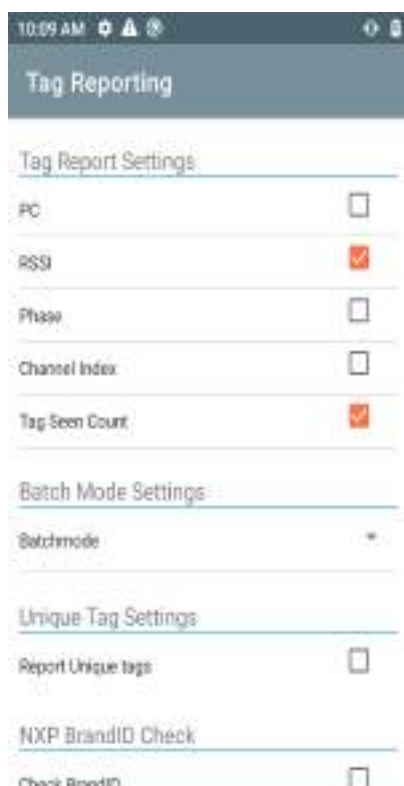 10:09 AM
Tag Reporting
Tag Report Settings
PC
RSSI
Phase
Channel Index
Tag Seen Count
Batch Mode Settings
Batchmode
Unique Tag Settings
Report Unique tags
NXP BrandID Check
Check BrandID